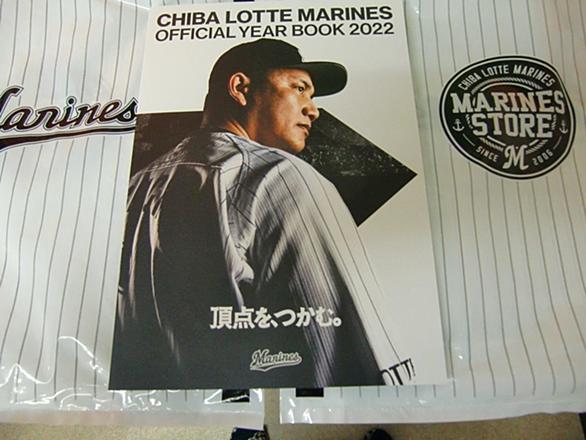 CHIBA LOTTE MARINES
OFFICIAL YEAR BOOK 2022
Marines
CHIBA LOTTE MARINES
MARINES
STORE
SINCE M 2006
頂点を、つかむ。
Marines